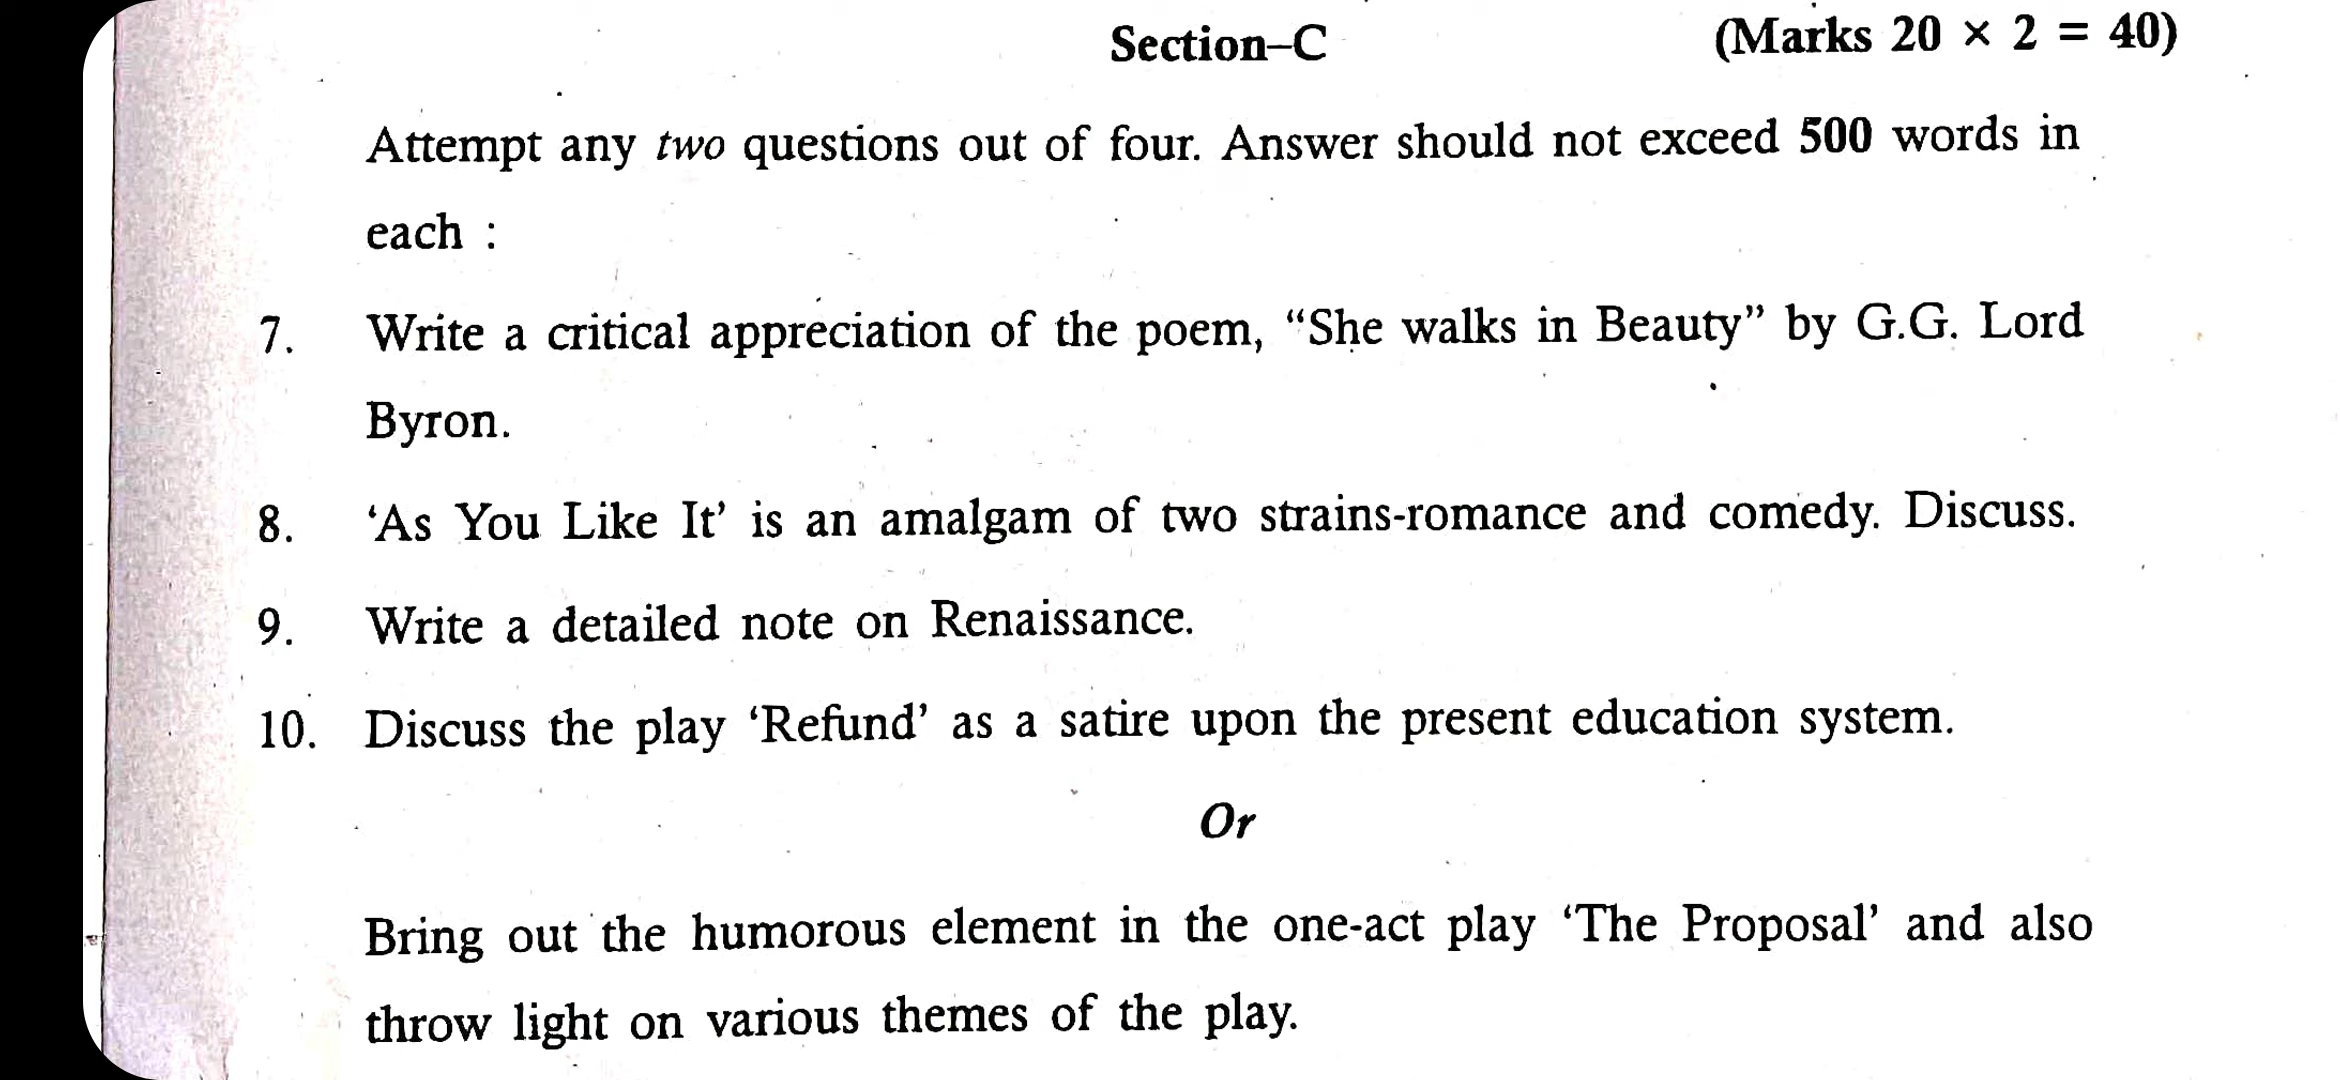 Section–C (Marks 20 × 2 = 40)
Attempt any two questions out of four. Answer should not exceed 500 words in
each :
7. Write a critical appreciation of the poem, “She walks in Beauty” by G.G. Lord
Byron.
8. ‘As You Like It’ is an amalgam of two strains-romance and comedy. Discuss.
9. Write a detailed note on Renaissance.
10. Discuss the play ‘Refund’ as a satire upon the present education system.
Or
Bring out the humorous element in the one-act play ‘The Proposal’ and also
throw light on various themes of the play.